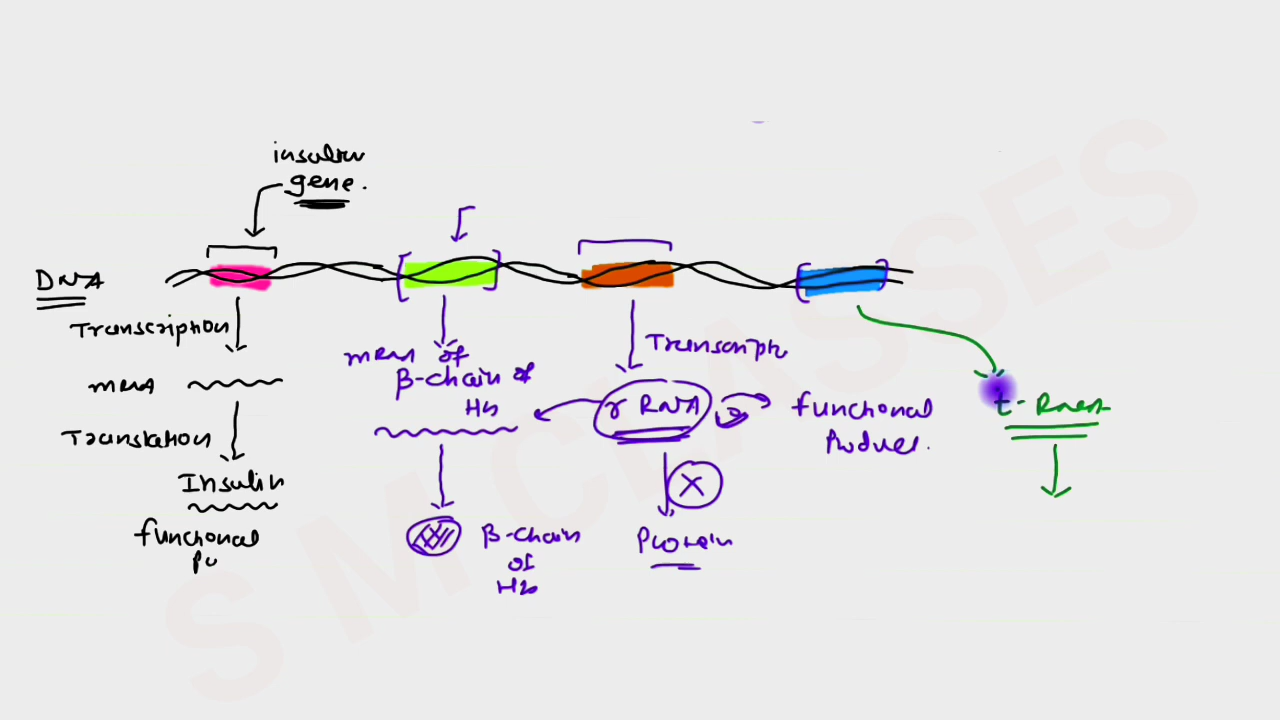 insulin
gene.
DNA
Transcription
mRNA
Translation
Insulin
functional
mRNA of
β-chain of
Hb
β-chain
of
Hb
r RNA
X
Protein
functional
Product.
t-RNA
S M CLASSES